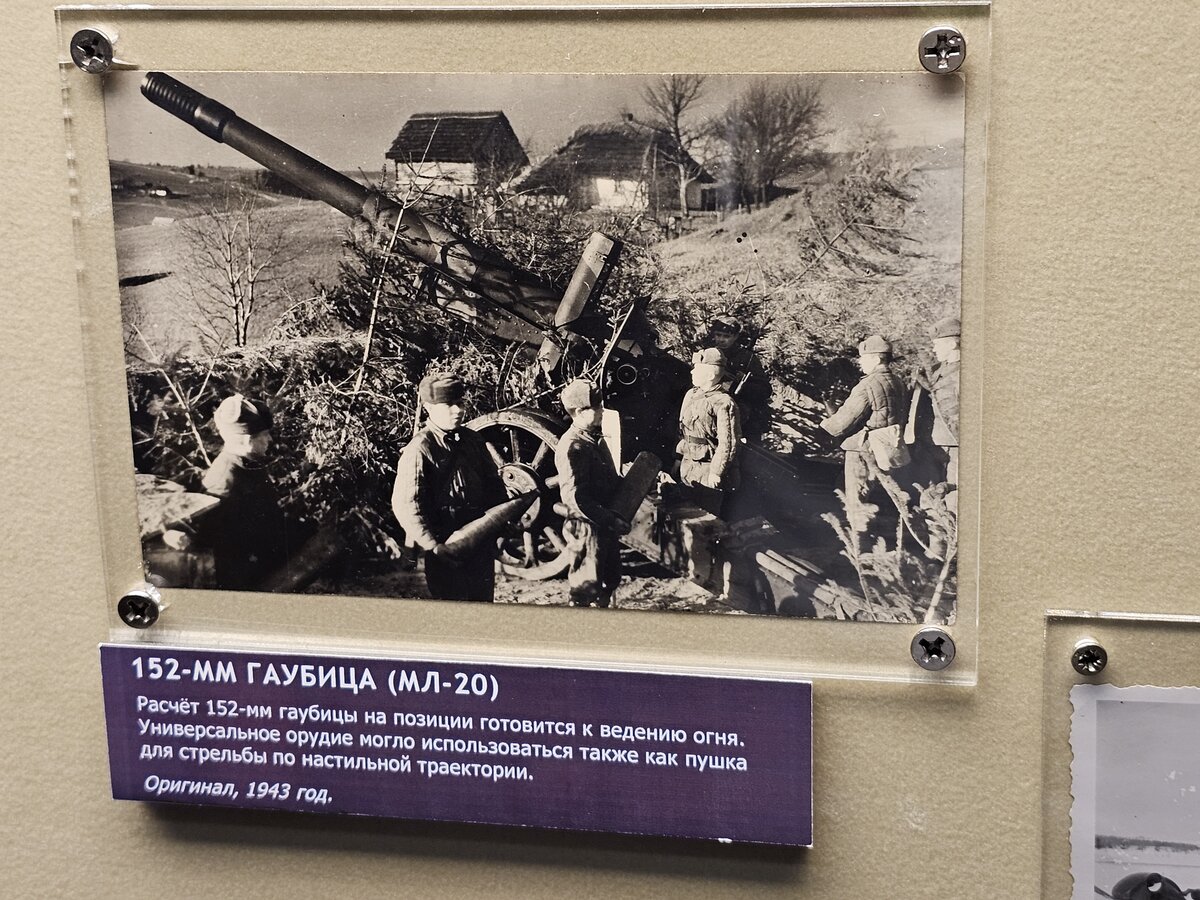 152-ММ ГАУБИЦА (МЛ-20)
Расчёт 152-мм гаубицы на позиции готовится к ведению огня.
Универсальное орудие могло использоваться также как пушка
для стрельбы по настильной траектории.
Оригинал, 1943 год.